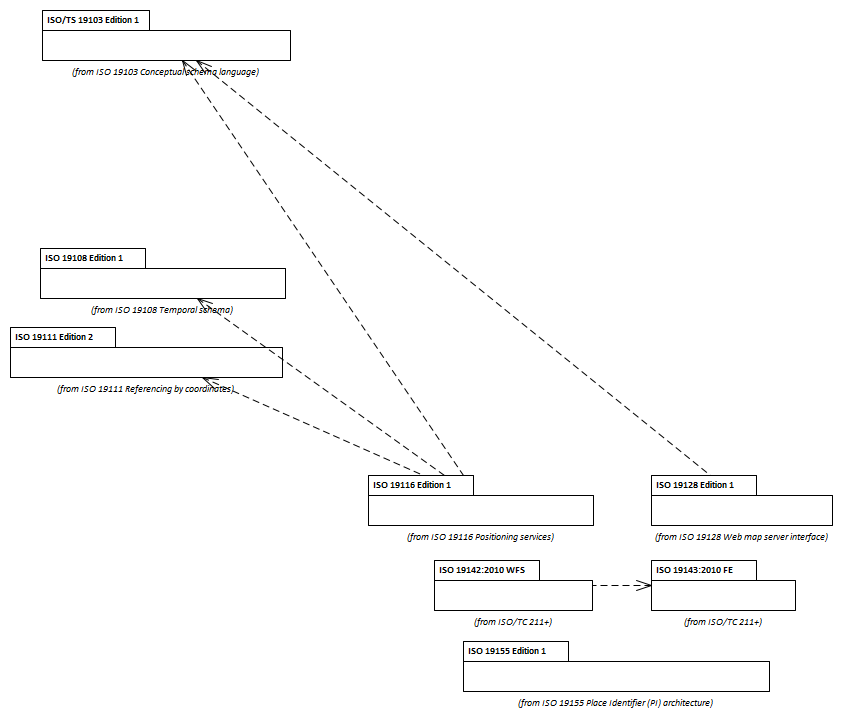 ISO/TS 19103 Edition 1
(from ISO 19103 Conceptual schema language)
ISO 19108 Edition 1
(from ISO 19108 Temporal schema)
ISO 19111 Edition 2
(from ISO 19111 Referencing by coordinates)
ISO 19116 Edition 1
(from ISO 19116 Positioning services)
ISO 19128 Edition 1
(from ISO 19128 Web map server interface)
ISO 19142:2010 WFS
(from ISO/TC 211+)
ISO 19143:2010 FE
(from ISO/TC 211+)
ISO 19155 Edition 1
(from ISO 19155 Place Identifier (PI) architecture)